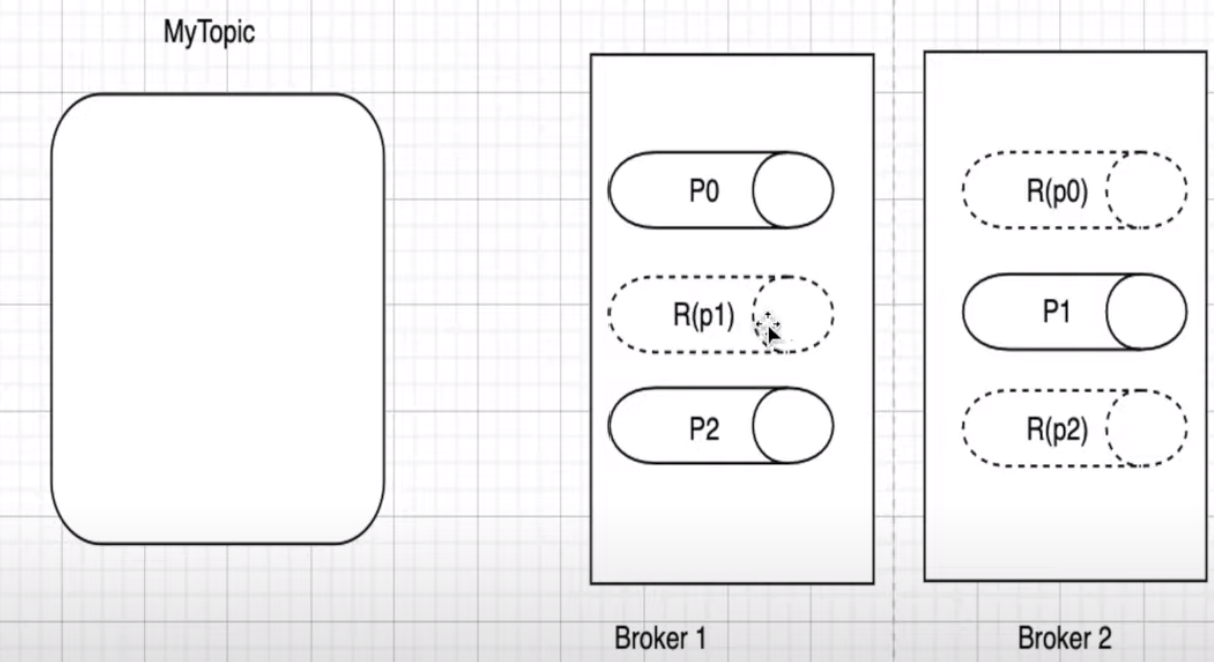 MyTopic
P0
R(p1)
P2
Broker 1
R(p0)
P1
R(p2)
Broker 2